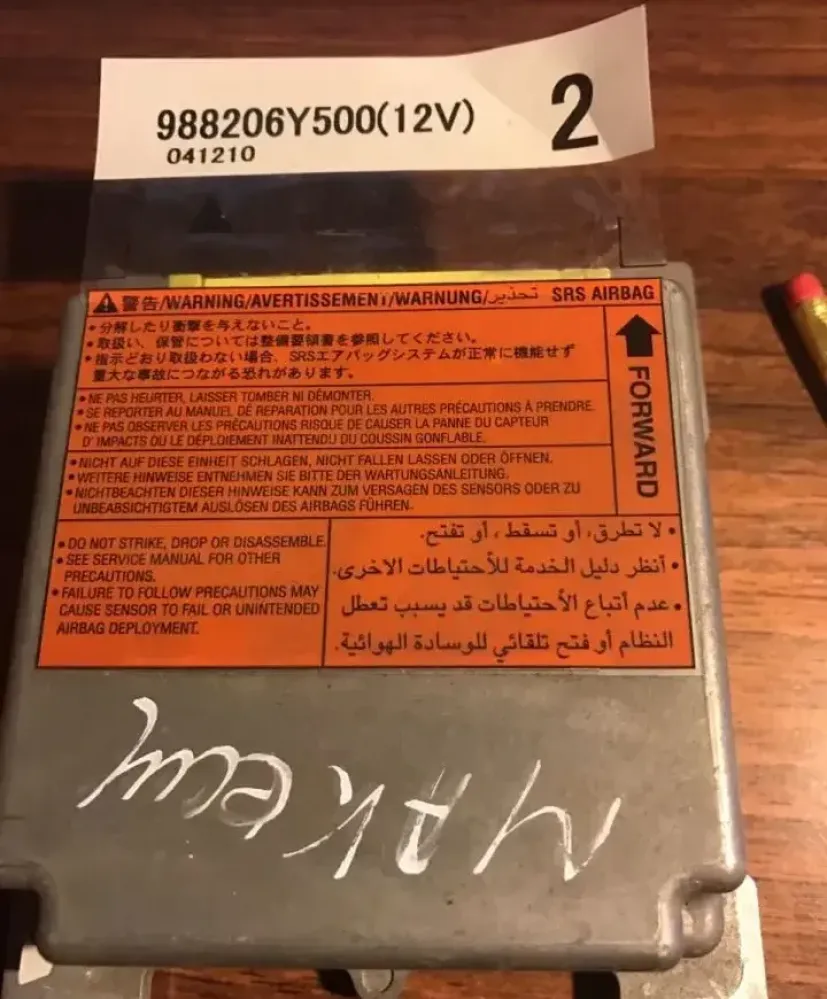 988206Y500(12V) 2
041210
警告/WARNING/AVERTISSEMENT/WARNUNG/تحذير SRS AIRBAG
•分解したり衝撃を与えないこと。
•取扱い、保管については整備要領書を参照してください。
•指示どおり取扱わない場合、SRSエアバッグシステムが正常に機能せず
重大な事故につながる恐れがあります。
FORWARD
•NE PAS HEURTER, LAISSER TOMBER NI DÉMONTER.
•SE REPORTER AU MANUEL DE RÉPARATION POUR LES AUTRES PRÉCAUTIONS À PRENDRE.
•NE PAS OBSERVER LES PRÉCAUTIONS RISQUE DE CAUSER LA PANNE DU CAPTEUR
D'IMPACTS OU LE DÉPLOIEMENT INATTENDU DU COUSSIN GONFLABLE.
•NICHT AUF DIESE EINHEIT SCHLAGEN, NICHT FALLEN LASSEN ODER ÖFFNEN.
•WEITERE HINWEISE ENTNEHMEN SIE BITTE DER WARTUNGSANLEITUNG.
•NICHTBEACHTEN DIESER HINWEISE KANN ZUM VERSAGEN DES SENSORS ODER ZU
UNBEABSICHTIGTEM AUSLÖSEN DES AIRBAGS FÜHREN.
•DO NOT STRIKE, DROP OR DISASSEMBLE.
•SEE SERVICE MANUAL FOR OTHER
PRECAUTIONS.
•FAILURE TO FOLLOW PRECAUTIONS MAY
CAUSE SENSOR TO FAIL OR UNINTENDED
AIRBAG DEPLOYMENT.
•لا تطرق، أو تسقط، أو تفتح.
•أنظر دليل الخدمة للأحتياطات الاخرى.
•عدم أتباع الأحتياطات قد يسبب تعطل
النظام أو فتح تلقائي للوسادة الهوائية.